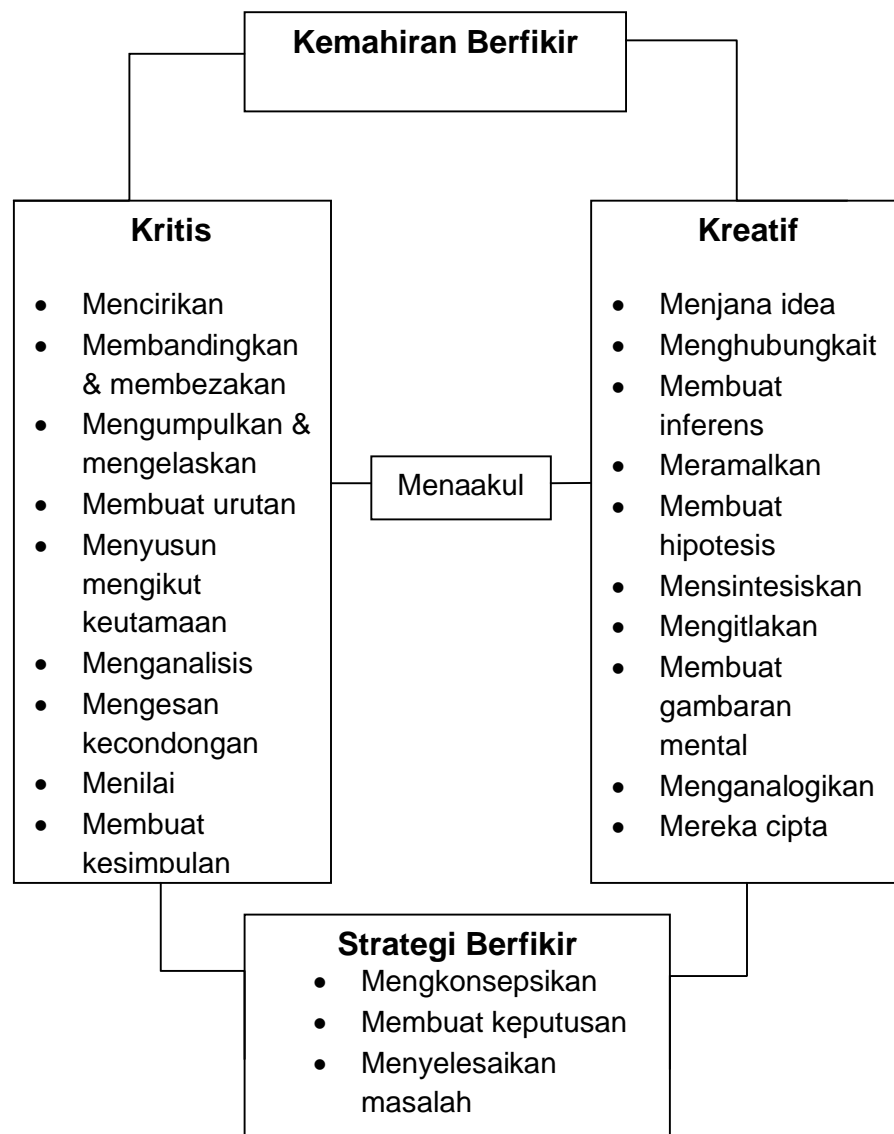 Kemahiran Berfikir
Kritis
• Mencirikan
• Membandingkan
& membezakan
• Mengumpulkan &
mengelaskan
• Membuat urutan
• Menyusun
mengikut
keutamaan
• Menganalisis
• Mengesan
kecondongan
• Menilai
• Membuat
kesimpulan
Menaakul
Kreatif
• Menjana idea
• Menghubungkait
• Membuat
inferens
• Meramalkan
• Membuat
hipotesis
• Mensintesiskan
• Mengitlakan
• Membuat
gambaran
mental
• Menganalogikan
• Mereka cipta
Strategi Berfikir
• Mengkonsepsikan
• Membuat keputusan
• Menyelesaikan
masalah